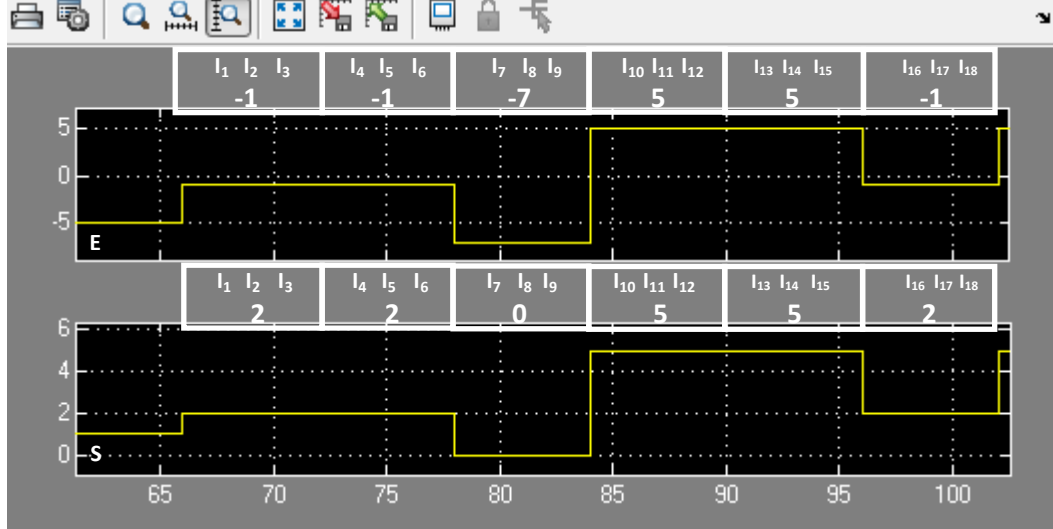 I₁ I₂ I₃ I₄ I₅ I₆ I₇ I₈ I₉ I₁₀ I₁₁ I₁₂ I₁₃ I₁₄ I₁₅ I₁₆ I₁₇ I₁₈
-1 -1 -7 5 5 -1
5
0
-5
E
I₁ I₂ I₃ I₄ I₅ I₆ I₇ I₈ I₉ I₁₀ I₁₁ I₁₂ I₁₃ I₁₄ I₁₅ I₁₆ I₁₇ I₁₈
2 2 0 5 5 2
6
4
2
0 S
65 70 75 80 85 90 95 100